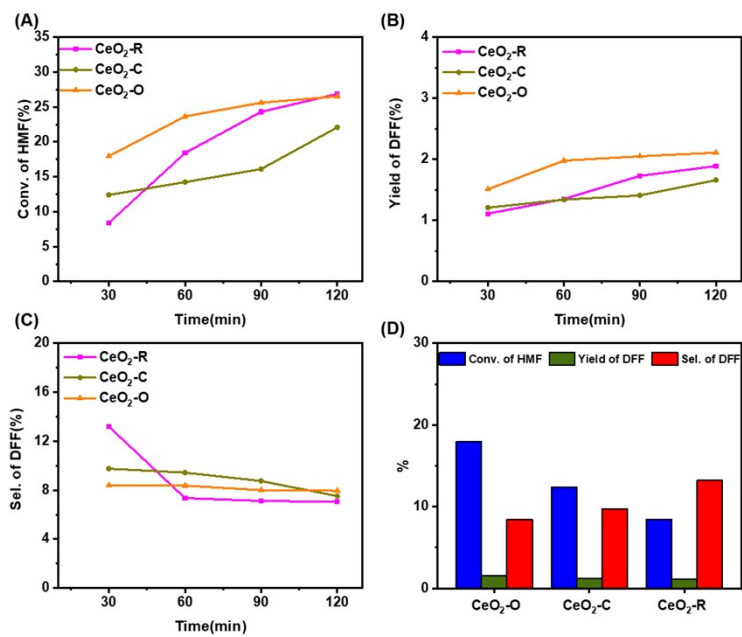 (A)
CeO2-R
CeO2-C
CeO2-O
Conv. of HMF(%)
35
30
25
20
15
10
5
0
30 60 90 120
Time(min)
(B)
CeO2-R
CeO2-C
CeO2-O
Yield of DFF(%)
4
3
2
1
0
30 60 90 120
Time(min)
(C)
CeO2-R
CeO2-C
CeO2-O
Sel. of DFF(%)
20
16
12
8
4
0
30 60 90 120
Time(min)
(D)
Conv. of HMF Yield of DFF Sel. of DFF
%
30
20
10
0
CeO2-O CeO2-C CeO2-R